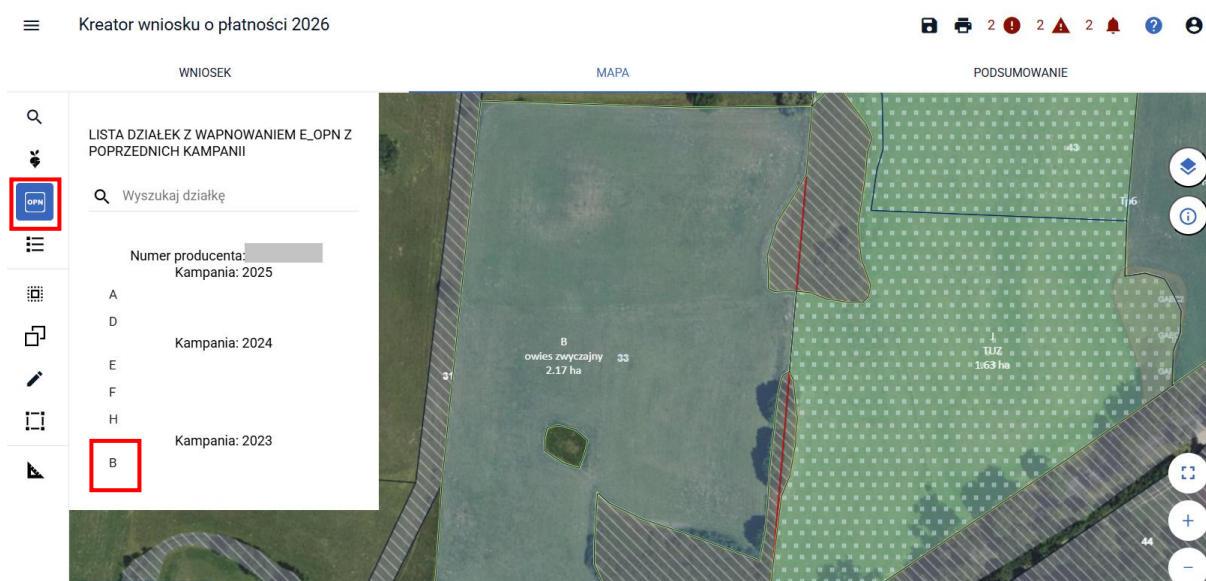 Kreator wniosku o płatności 2026
2
2
2
WNIOSEK
MAPA
PODSUMOWANIE
OPN
LISTA DZIAŁEK Z WAPNOWANIEM E_OPN Z
POPRZEDNICH KAMPANII
Wyszukaj działkę
Numer producenta:
Kampania: 2025
A
D
Kampania: 2024
E
F
H
Kampania: 2023
B
43
Tp6
B
owies zwyczajny
2.17 ha
33
31
I
TUZ
1.63 ha
44